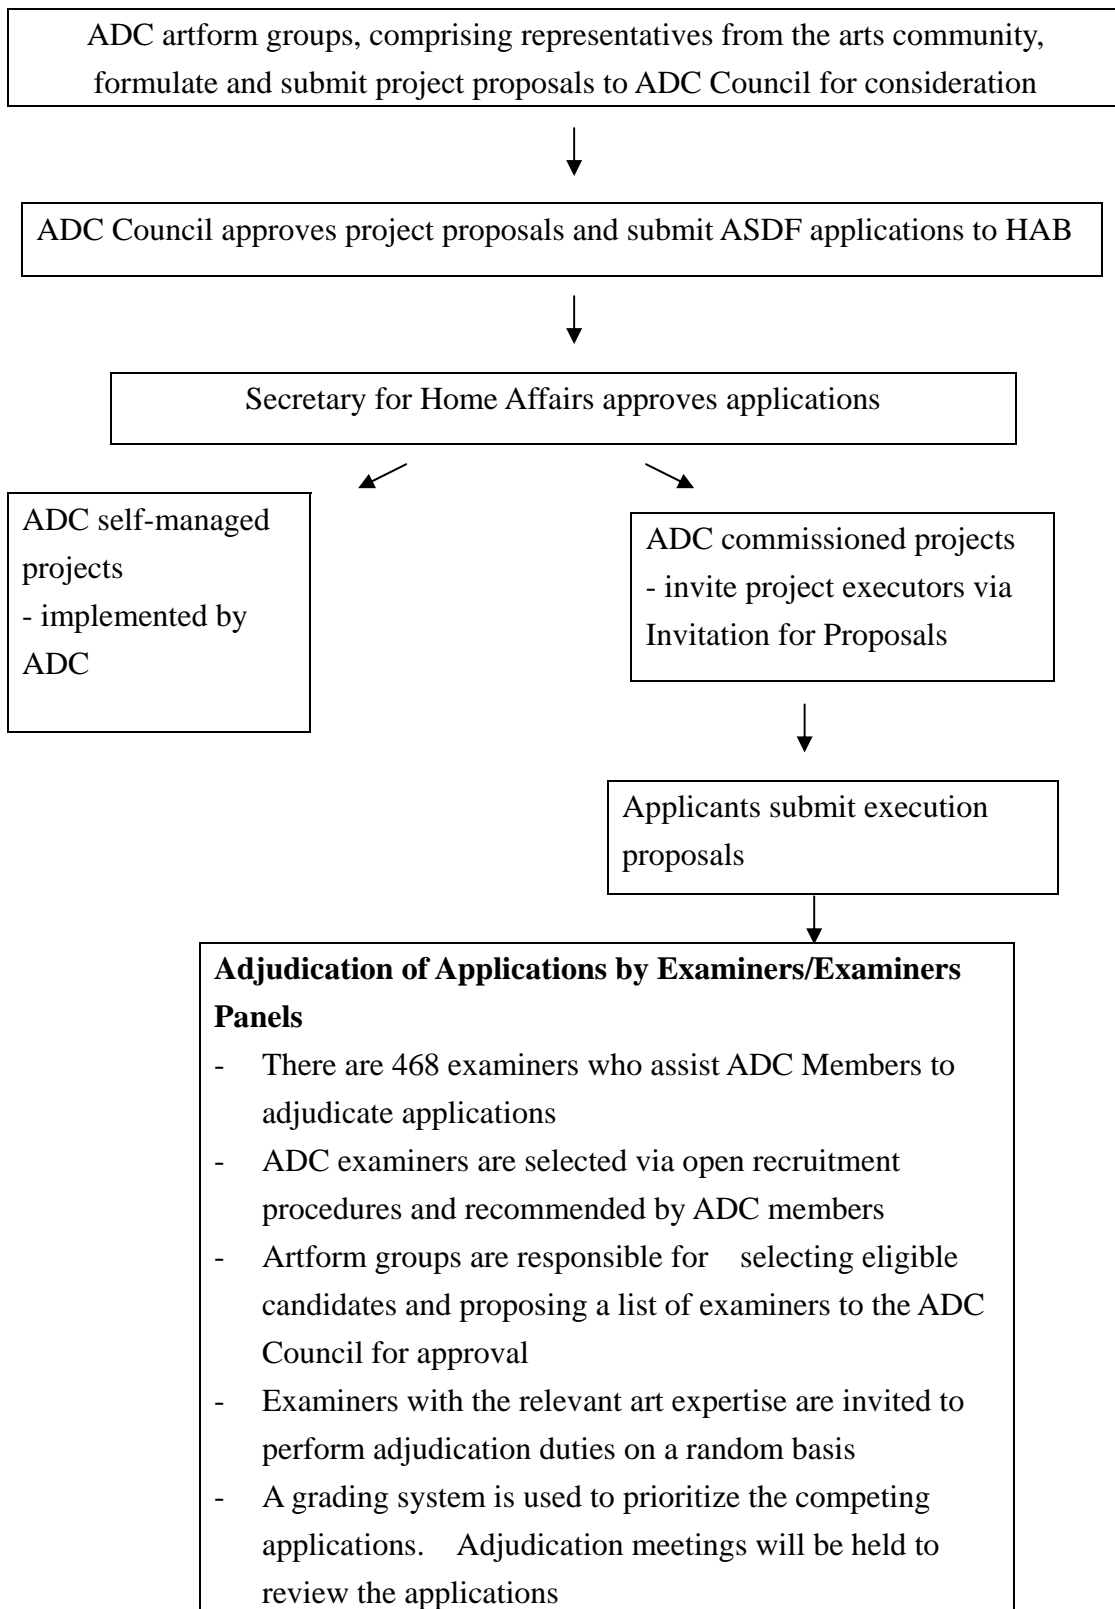 ADC artform groups, comprising representatives from the arts community,
formulate and submit project proposals to ADC Council for consideration
ADC Council approves project proposals and submit ASDF applications to HAB
Secretary for Home Affairs approves applications
ADC self-managed
projects
- implemented by
ADC
ADC commissioned projects
- invite project executors via
Invitation for Proposals
Applicants submit execution
proposals
Adjudication of Applications by Examiners/Examiners
Panels
- There are 468 examiners who assist ADC Members to
adjudicate applications
- ADC examiners are selected via open recruitment
procedures and recommended by ADC members
- Artform groups are responsible for selecting eligible
candidates and proposing a list of examiners to the ADC
Council for approval
- Examiners with the relevant art expertise are invited to
perform adjudication duties on a random basis
- A grading system is used to prioritize the competing
applications. Adjudication meetings will be held to
review the applications